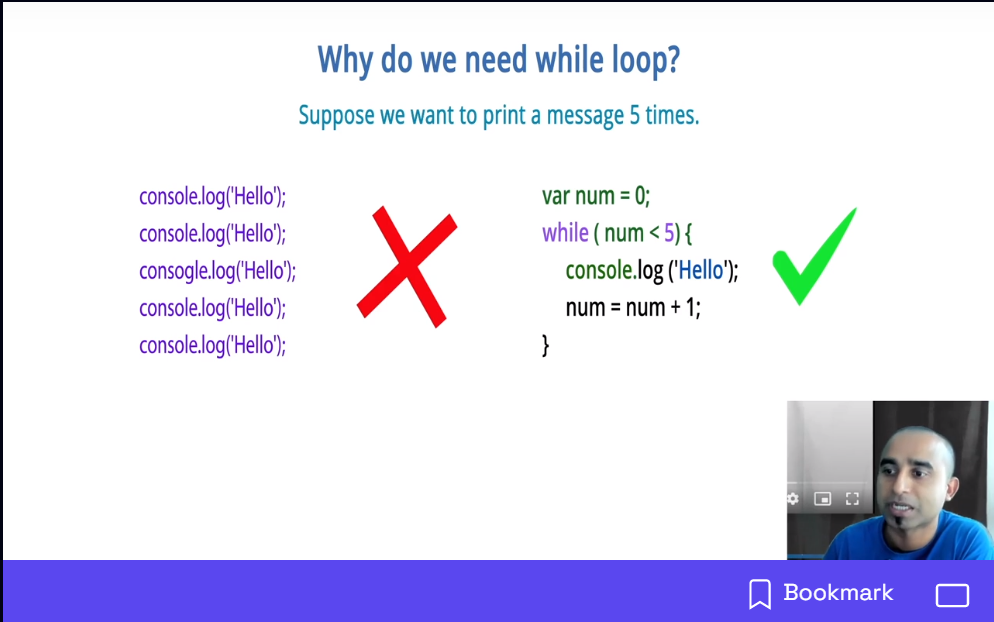 Why do we need while loop?
Suppose we want to print a message 5 times.
console.log('Hello');
console.log('Hello');
consogle.log('Hello');
console.log('Hello');
console.log('Hello');
var num = 0;
while ( num < 5) {
console.log ('Hello');
num = num + 1;
}
Bookmark